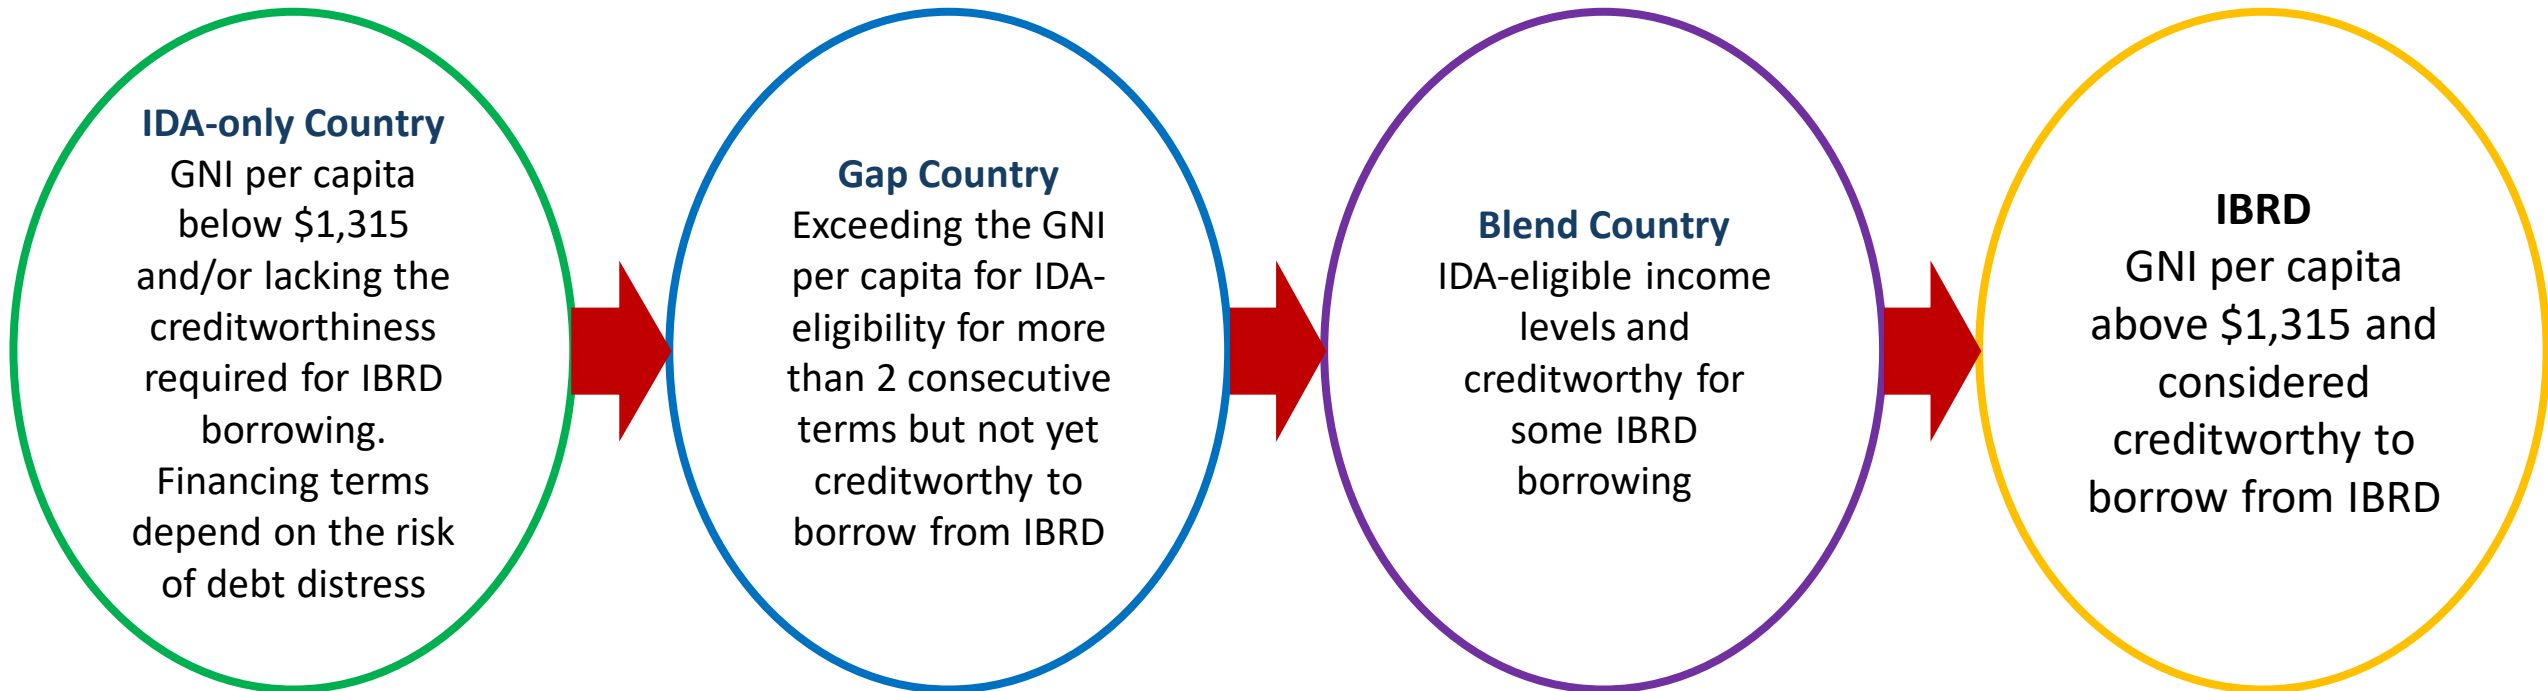 IDA-only Country
GNI per capita
below $1,315
and/or lacking the
creditworthiness
required for IBRD
borrowing.
Financing terms
depend on the risk
of debt distress
Gap Country
Exceeding the GNI
per capita for IDA-
eligibility for more
than 2 consecutive
terms but not yet
creditworthy to
borrow from IBRD
Blend Country
IDA-eligible income
levels and
creditworthy for
some IBRD
borrowing
IBRD
GNI per capita
above $1,315 and
considered
creditworthy to
borrow from IBRD